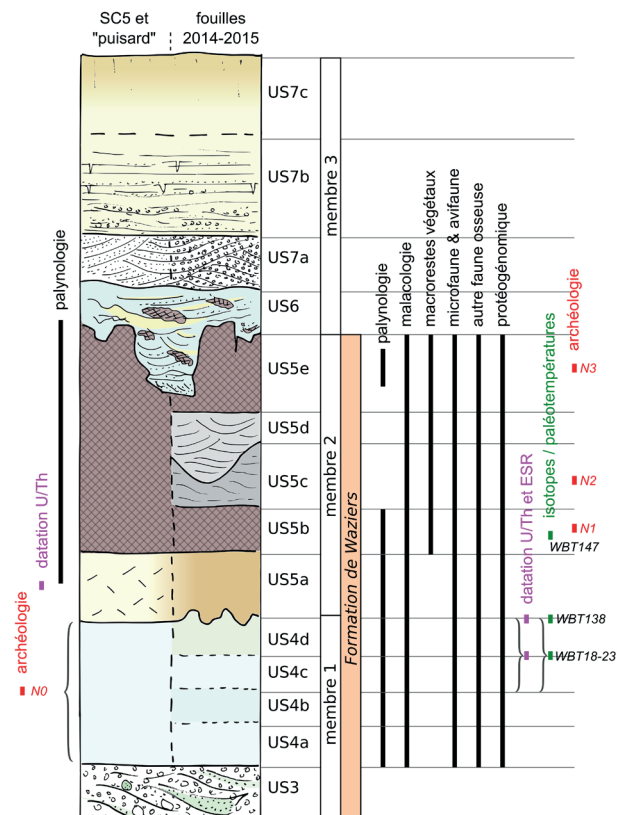 SC5 et
"puisard"
fouilles
2014-2015
US7c
US7b
US7a
US6
US5e
US5d
US5c
US5b
US5a
US4d
US4c
US4b
US4a
US3
membre 3
membre 2
membre 1
Formation de Waziers
palynologie
datation U/Th
archéologie
N0
palynologie
malacologie
macrorestes végétaux
microfaune & avifaune
autre faune osseuse
protéogénomique
datation U/Th et ESR
isotopes / paléotempératures
archéologie
N3
N2
N1
WBT147
WBT138
WBT18-23